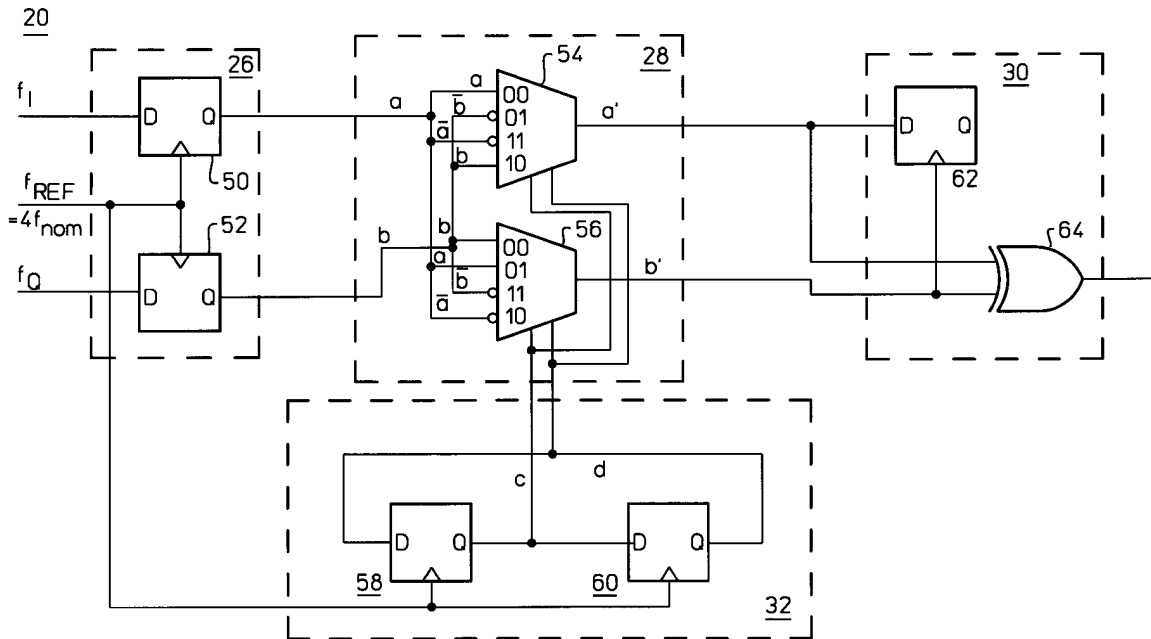 20
f_I
f_REF
=4f_nom
f_Q
26
D Q
50
52
D Q
a
b
28
54
a
b̄
ā
b
00
01
11
10
56
b
a
b̄
ā
00
01
11
10
a'
b'
30
D Q
62
64
c
d
D Q
58
D Q
60
32